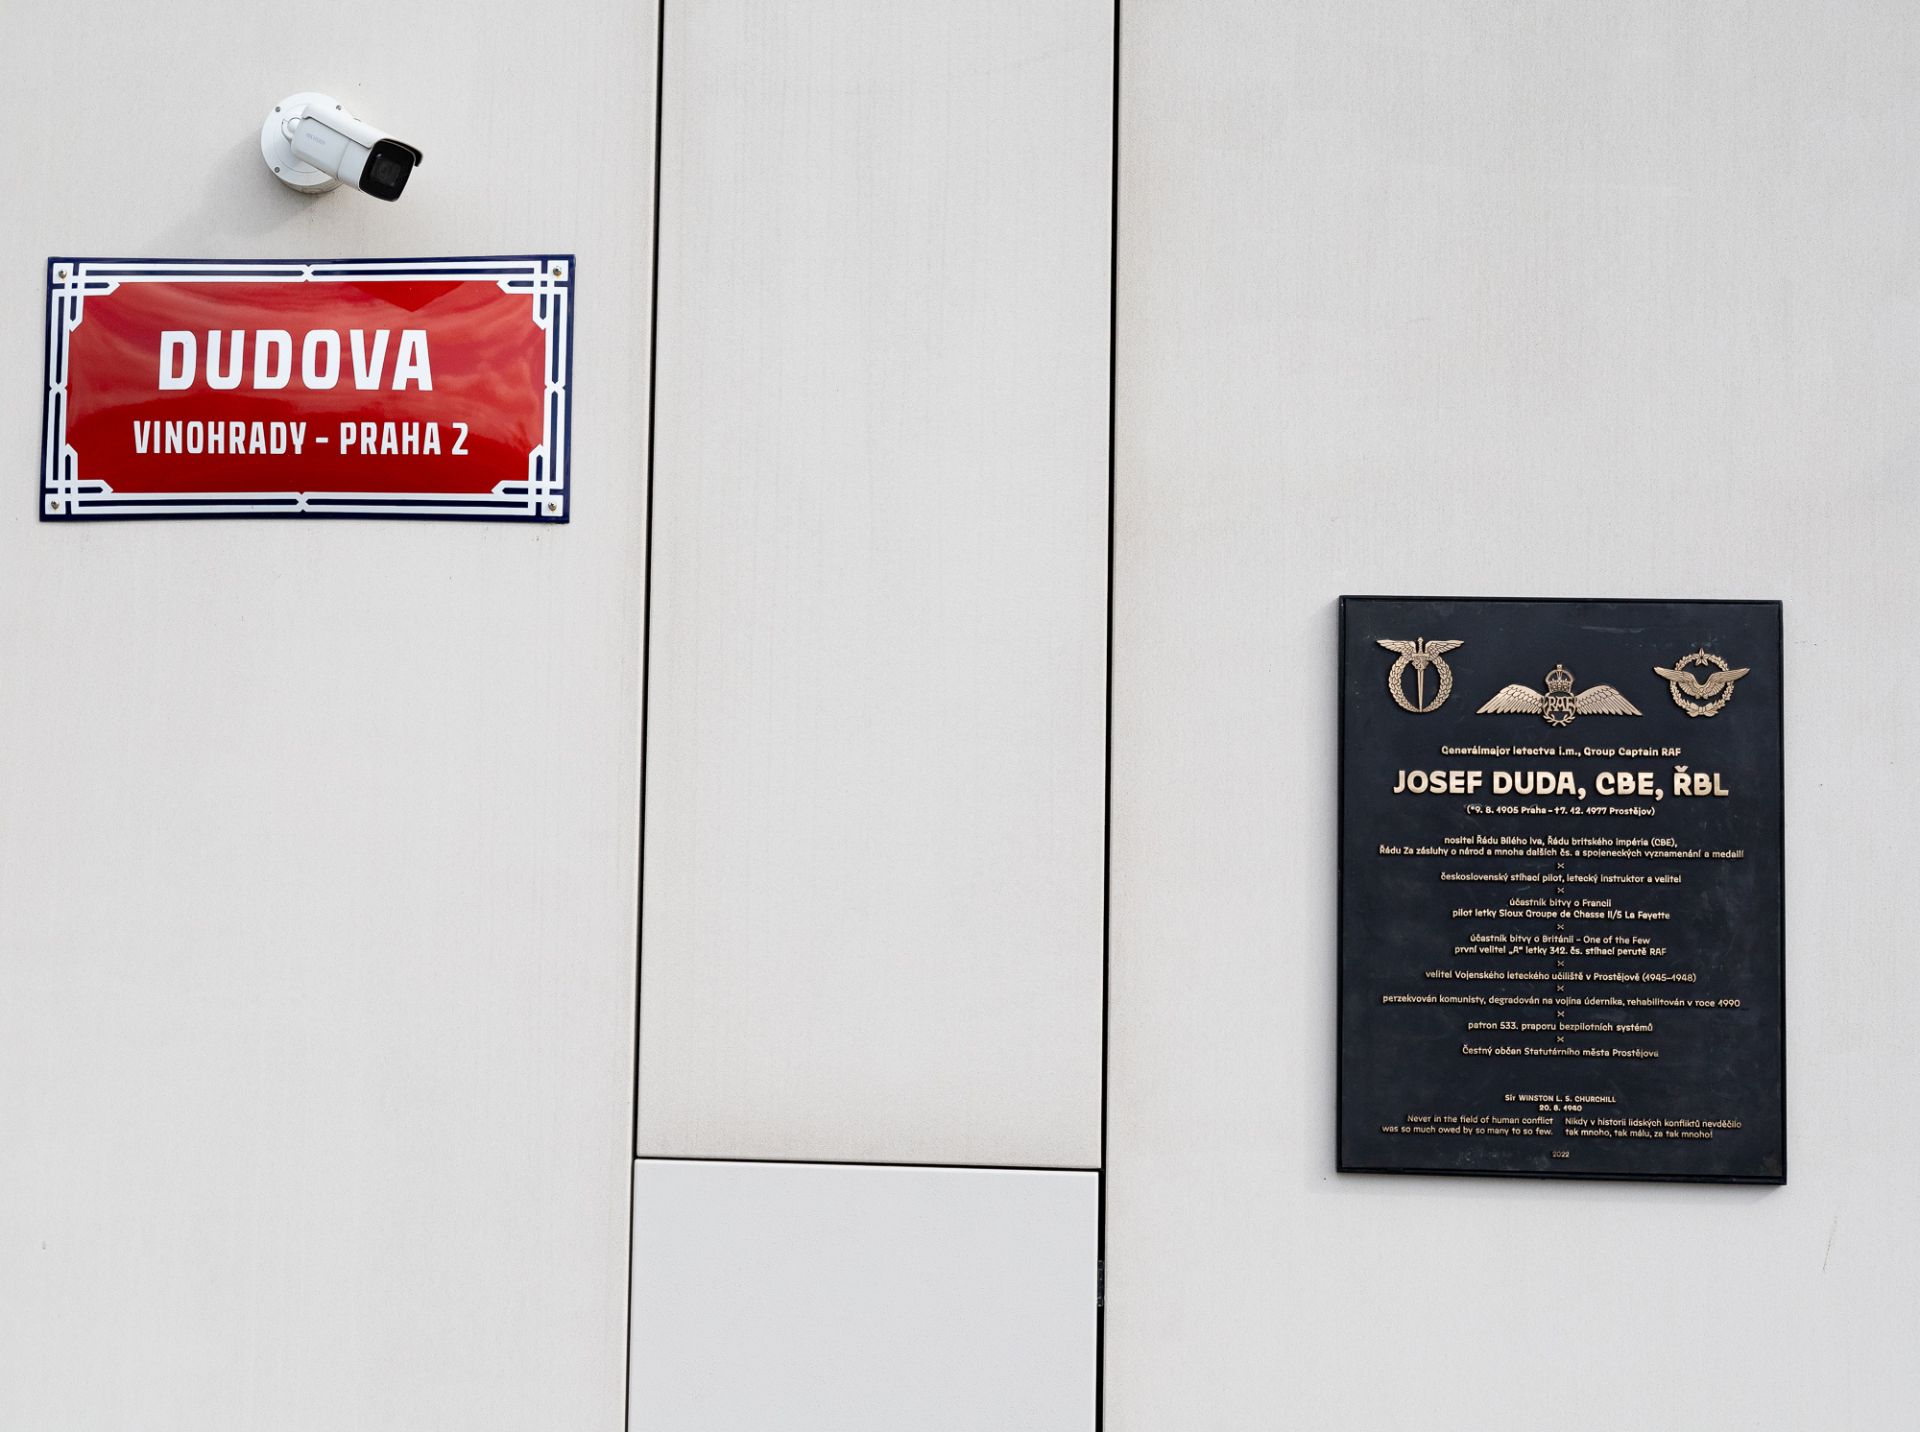 DUDOVA
VINOHRADY - PRAHA 2
RAF
Generálmajor letectva i.m., Group Captain RAF
JOSEF DUDA, CBE, ŘBL
(*9. 8. 1905 Praha - †7. 12. 1977 Prostějov)
nositel Řádu Bílého lva, Řádu britského impéria (CBE),
Řádu Za zásluhy o národ a mnoha dalších čs. a spojeneckých vyznamenání a medailí
československý stíhací pilot, letecký instruktor a velitel
účastník bitvy o Francii
pilot letky Sioux Groupe de Chasse II/5 La Fayette
účastník bitvy o Británii - One of the Few
první velitel „A" letky 312. čs. stíhací perutě RAF
velitel Vojenského leteckého učiliště v Prostějově (1945-1948)
perzekvován komunisty, degradován na vojína úderníka, rehabilitován v roce 1990
patron 533. praporu bezpilotních systémů
Čestný občan Statutárního města Prostějova
Sir WINSTON L. S. CHURCHILL
20. 8. 1940
Never in the field of human conflict
was so much owed by so many to so few.
Nikdy v historii lidských konfliktů nevděčilo
tak mnoho, tak málu, za tak mnoho!
2022